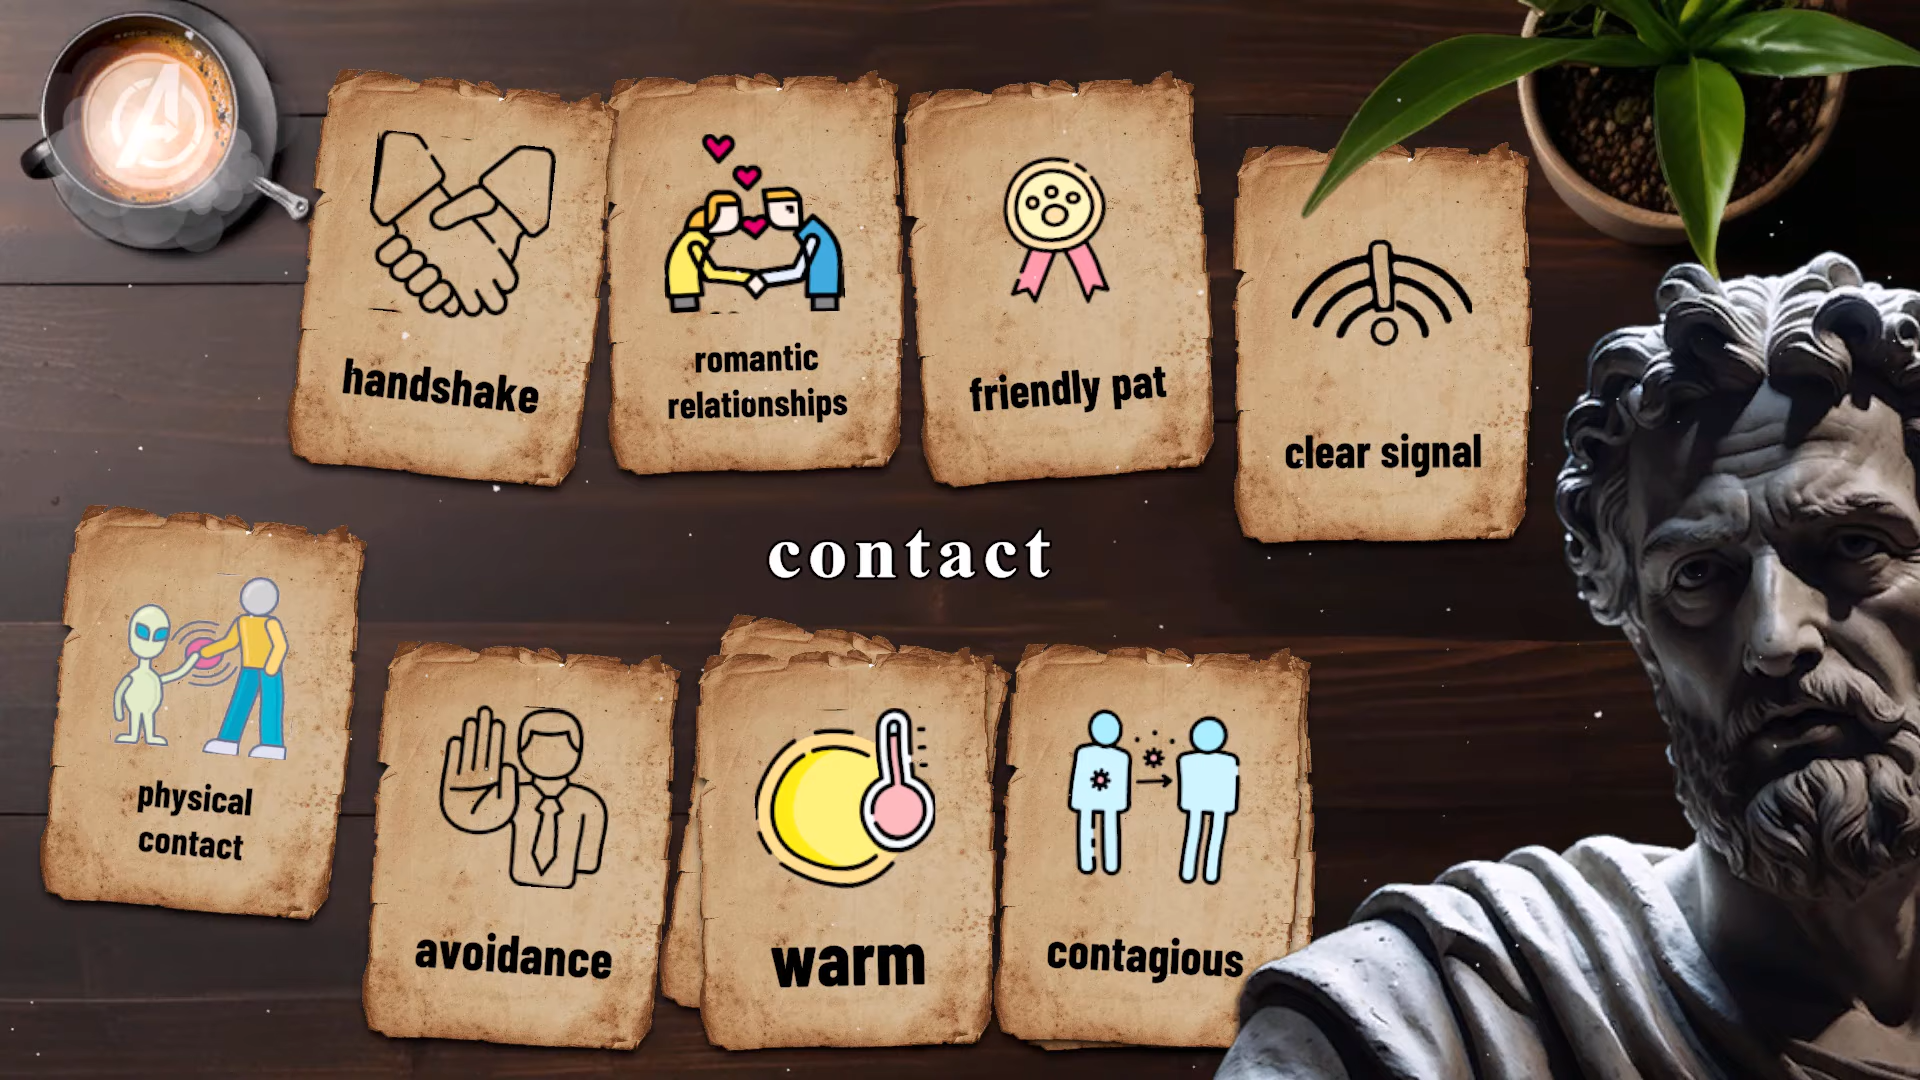 handshake
romantic
relationships
friendly pat
clear signal
contact
physical
contact
avoidance
warm
contagious